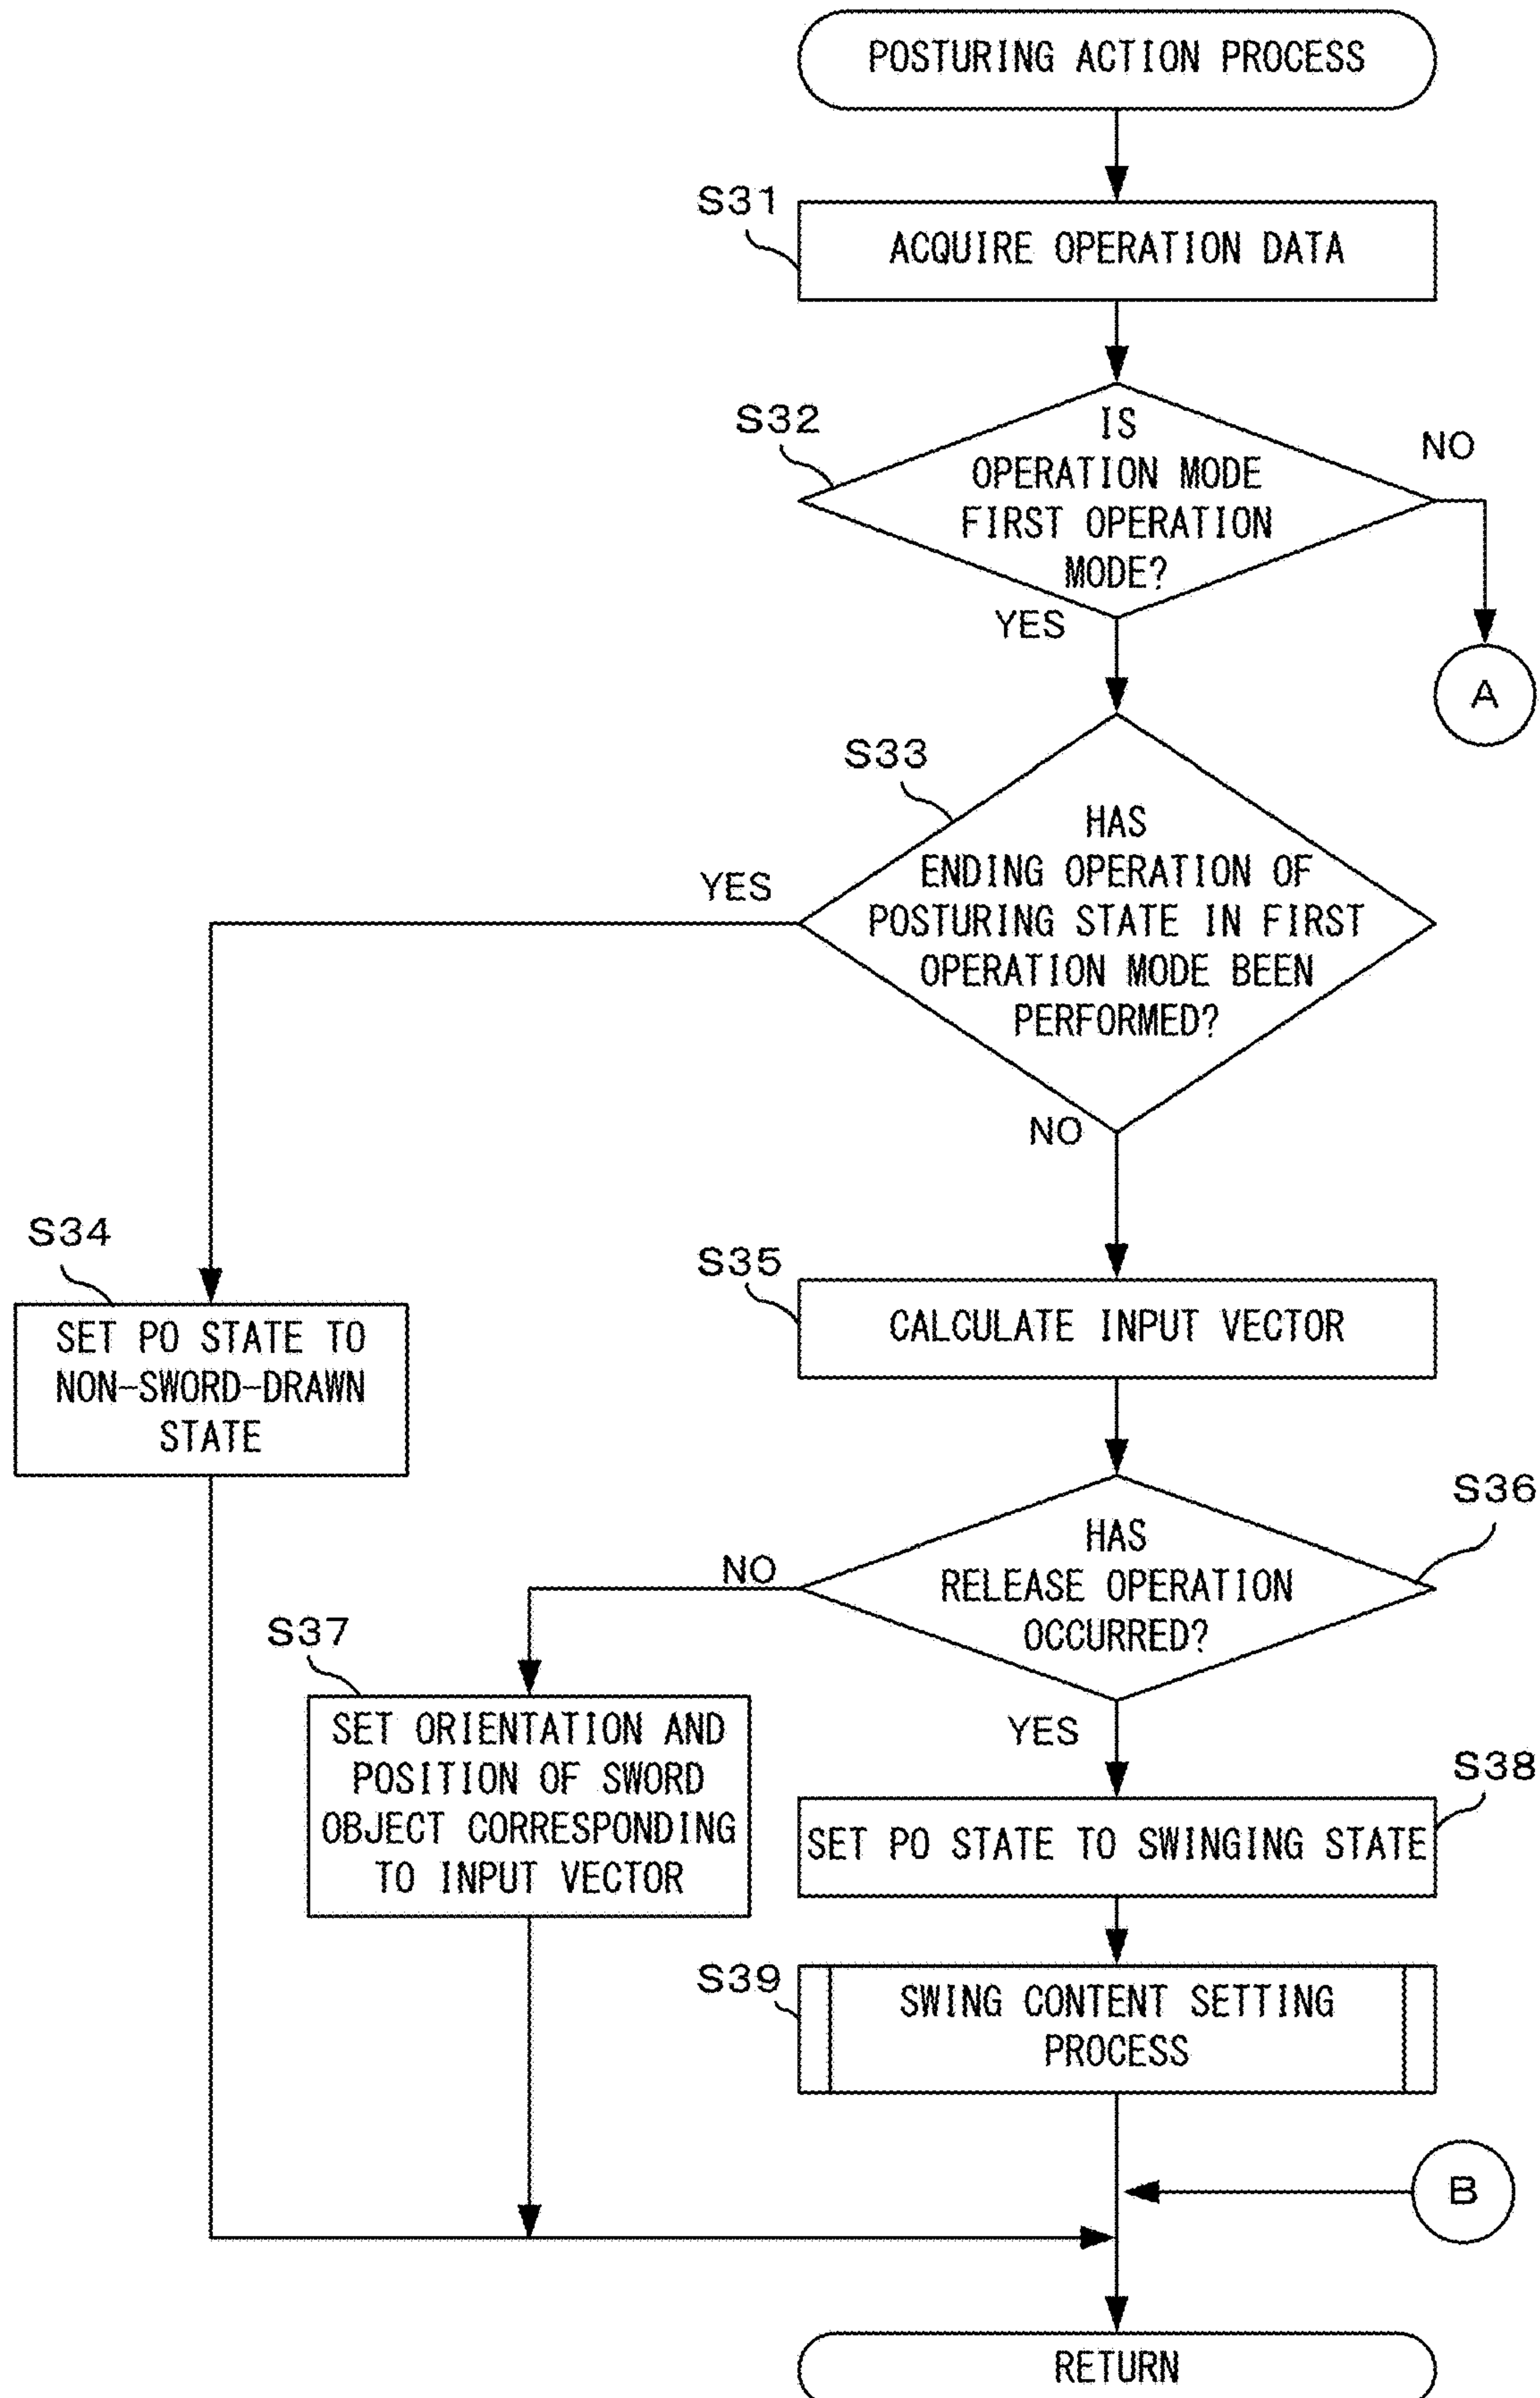 POSTURING ACTION PROCESS
S31
ACQUIRE OPERATION DATA
S32
IS
OPERATION MODE
FIRST OPERATION
MODE?
NO
YES
A
S33
HAS
ENDING OPERATION OF
POSTURING STATE IN FIRST
OPERATION MODE BEEN
PERFORMED?
YES
NO
S34
SET PO STATE TO
NON-SWORD-DRAWN
STATE
S35
CALCULATE INPUT VECTOR
S36
HAS
RELEASE OPERATION
OCCURRED?
NO
YES
S37
SET ORIENTATION AND
POSITION OF SWORD
OBJECT CORRESPONDING
TO INPUT VECTOR
S38
SET PO STATE TO SWINGING STATE
S39
SWING CONTENT SETTING
PROCESS
B
RETURN